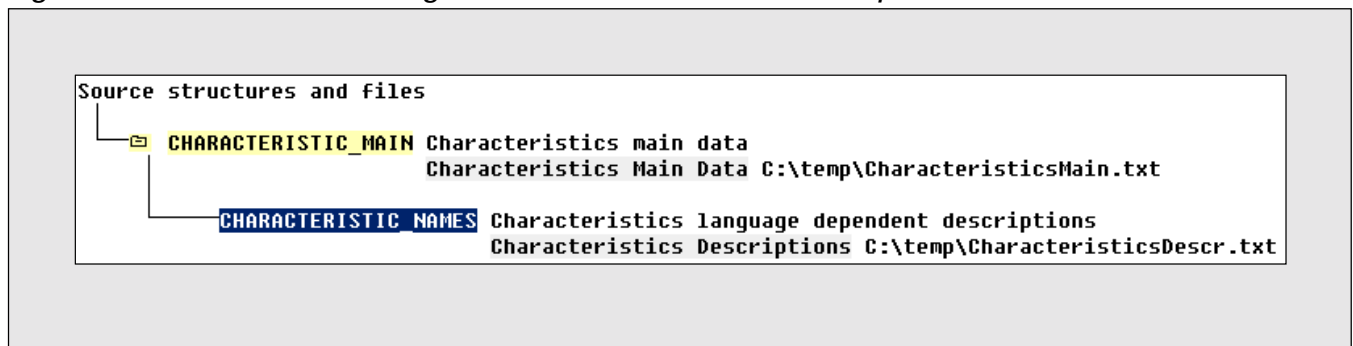 Source structures and files
CHARACTERISTIC_MAIN Characteristics main data
Characteristics Main Data C:\temp\CharacteristicsMain.txt
CHARACTERISTIC_NAMES Characteristics language dependent descriptions
Characteristics Descriptions C:\temp\CharacteristicsDescr.txt